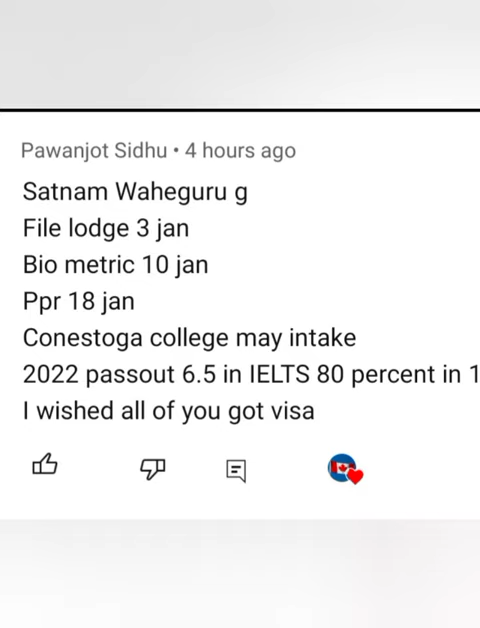 Pawanjot Sidhu • 4 hours ago
Satnam Waheguru g
File lodge 3 jan
Bio metric 10 jan
Ppr 18 jan
Conestoga college may intake
2022 passout 6.5 in IELTS 80 percent in 1
I wished all of you got visa